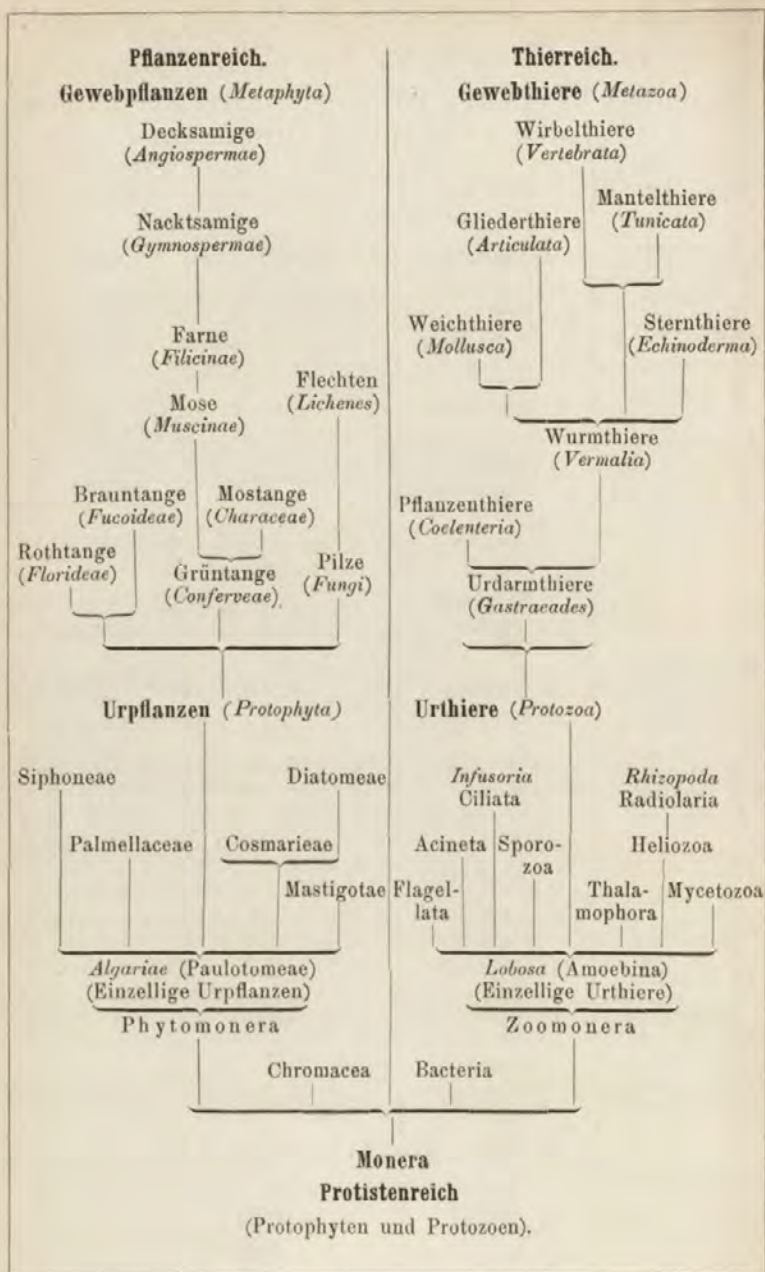 Pflanzenreich.
Gewebpflanzen (Metaphyta)
Decksamige
(Angiospermae)
Nacktsamige
(Gymnospermae)
Farne
(Filicinae)
Flechten
(Lichenes)
Mose
(Muscinae)
Brauntange
(Fucoideae)
Mostange
(Characeae)
Rothtange
(Florideae)
Grüntange
(Conferveae)
Pilze
(Fungi)
Urpflanzen (Protophyta)
Siphoneae
Diatomeae
Palmellaceae
Cosmarieae
Mastigotae
Algariae (Paulotomeae)
(Einzellige Urpflanzen)
Phytomonera
Chromacea
Thierreich.
Gewebthiere (Metazoa)
Wirbelthiere
(Vertebrata)
Mantelthiere
(Tunicata)
Gliederthiere
(Articulata)
Weichthiere
(Mollusca)
Sternthiere
(Echinoderma)
Wurmthiere
(Vermalia)
Pflanzenthiere
(Coelenteria)
Urdarmthiere
(Gastraeades)
Urthiere (Protozoa)
Infusoria
Ciliata
Rhizopoda
Radiolaria
Acineta
Sporo-
zoa
Heliozoa
Flagel-
lata
Thala-
mophora
Mycetozoa
Lobosa (Amoebina)
(Einzellige Urthiere)
Zoomonera
Bacteria
Monera
Protistenreich
(Protophyten und Protozoen).